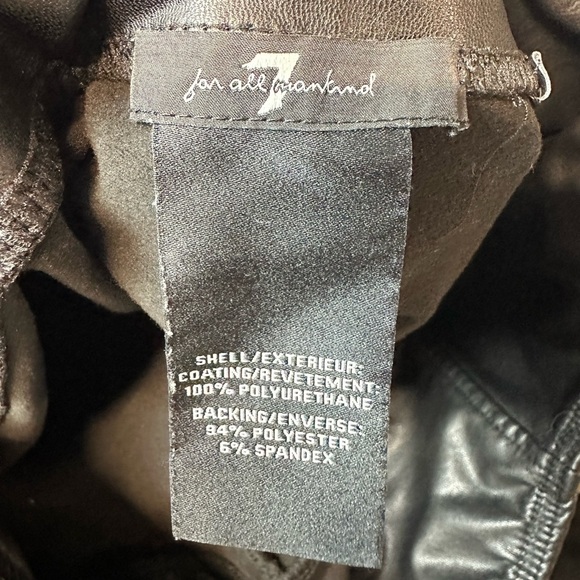 7
for all mankind
SHELL/EXTERIEUR:
COATING/REVETEMENT:
100% POLYURETHANE
BACKING/ENVERSE:
94% POLYESTER
6% SPANDEX